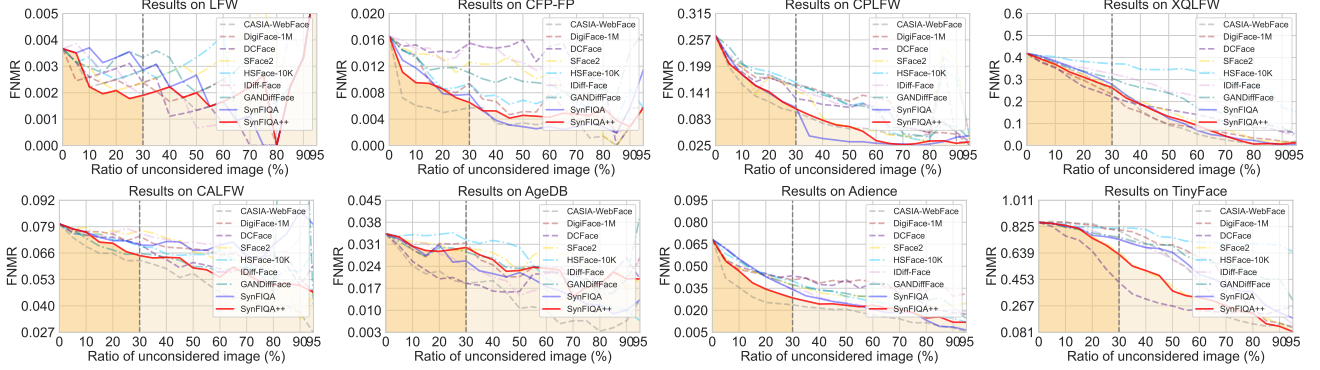 Results on LFW
FNMR
0.005
0.004
0.003
0.002
0.001
0.000
0 10 20 30 40 50 60 70 80 9095
Ratio of unconsidered image (%)
CASIA-WebFace
DigiFace-1M
DCFace
SFace2
HSFace-10K
IDiff-Face
GANDiffFace
SynFIQA
SynFIQA++
Results on CFP-FP
FNMR
0.020
0.016
0.012
0.008
0.004
0.000
0 10 20 30 40 50 60 70 80 9095
Ratio of unconsidered image (%)
CASIA-WebFace
DigiFace-1M
DCFace
SFace2
HSFace-10K
IDiff-Face
GANDiffFace
SynFIQA
SynFIQA++
Results on CPLFW
FNMR
0.315
0.257
0.199
0.141
0.083
0.025
0 10 20 30 40 50 60 70 80 9095
Ratio of unconsidered image (%)
CASIA-WebFace
DigiFace-1M
DCFace
SFace2
HSFace-10K
IDiff-Face
GANDiffFace
SynFIQA
SynFIQA++
Results on XQLFW
FNMR
0.6
0.5
0.4
0.3
0.2
0.1
0.0
0 10 20 30 40 50 60 70 80 9095
Ratio of unconsidered image (%)
CASIA-WebFace
DigiFace-1M
DCFace
SFace2
HSFace-10K
IDiff-Face
GANDiffFace
SynFIQA
SynFIQA++
Results on CALFW
FNMR
0.092
0.079
0.066
0.053
0.040
0.027
0 10 20 30 40 50 60 70 80 9095
Ratio of unconsidered image (%)
CASIA-WebFace
DigiFace-1M
DCFace
SFace2
HSFace-10K
IDiff-Face
GANDiffFace
SynFIQA
SynFIQA++
Results on AgeDB
FNMR
0.045
0.038
0.031
0.024
0.017
0.010
0.003
0 10 20 30 40 50 60 70 80 9095
Ratio of unconsidered image (%)
CASIA-WebFace
DigiFace-1M
DCFace
SFace2
HSFace-10K
IDiff-Face
GANDiffFace
SynFIQA
SynFIQA++
Results on Adience
FNMR
0.095
0.080
0.065
0.050
0.035
0.020
0.005
0 10 20 30 40 50 60 70 80 9095
Ratio of unconsidered image (%)
CASIA-WebFace
DigiFace-1M
DCFace
SFace2
HSFace-10K
IDiff-Face
GANDiffFace
SynFIQA
SynFIQA++
Results on TinyFace
FNMR
1.011
0.825
0.639
0.453
0.267
0.081
0 10 20 30 40 50 60 70 80 9095
Ratio of unconsidered image (%)
CASIA-WebFace
DigiFace-1M
DCFace
SFace2
HSFace-10K
IDiff-Face
GANDiffFace
SynFIQA
SynFIQA++